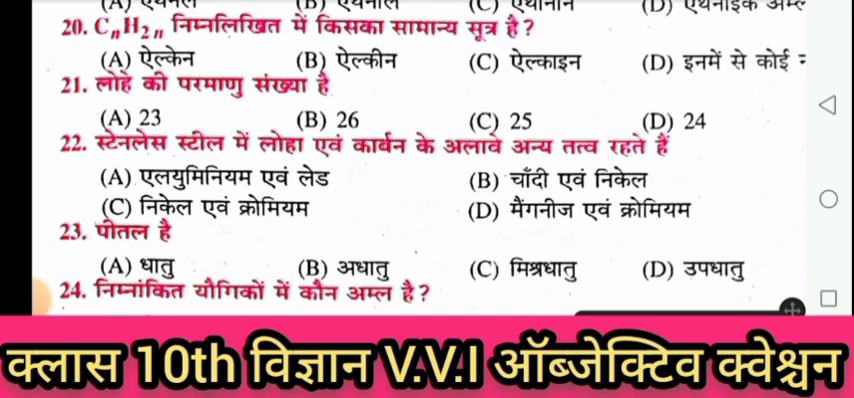 20. CₙH₂ₙ निम्नलिखित में किसका सामान्य सूत्र है ?
(A) ऐल्केन (B) ऐल्कीन (C) ऐल्काइन (D) इनमें से कोई
21. लोहे की परमाणु संख्या है
(A) 23 (B) 26 (C) 25 (D) 24
22. स्टेनलेस स्टील में लोहा एवं कार्बन के अलावे अन्य तत्व रहते हैं
(A) एलयुमिनियम एवं लेड (B) चाँदी एवं निकेल
(C) निकेल एवं क्रोमियम (D) मैंगनीज एवं क्रोमियम
23. पीतल है
(A) धातु (B) अधातु (C) मिश्रधातु (D) उपधातु
24. निम्नांकित यौगिकों में कौन अम्ल है ?
क्लास 10th विज्ञान V.V.I ऑब्जेक्टिव क्वेश्चन